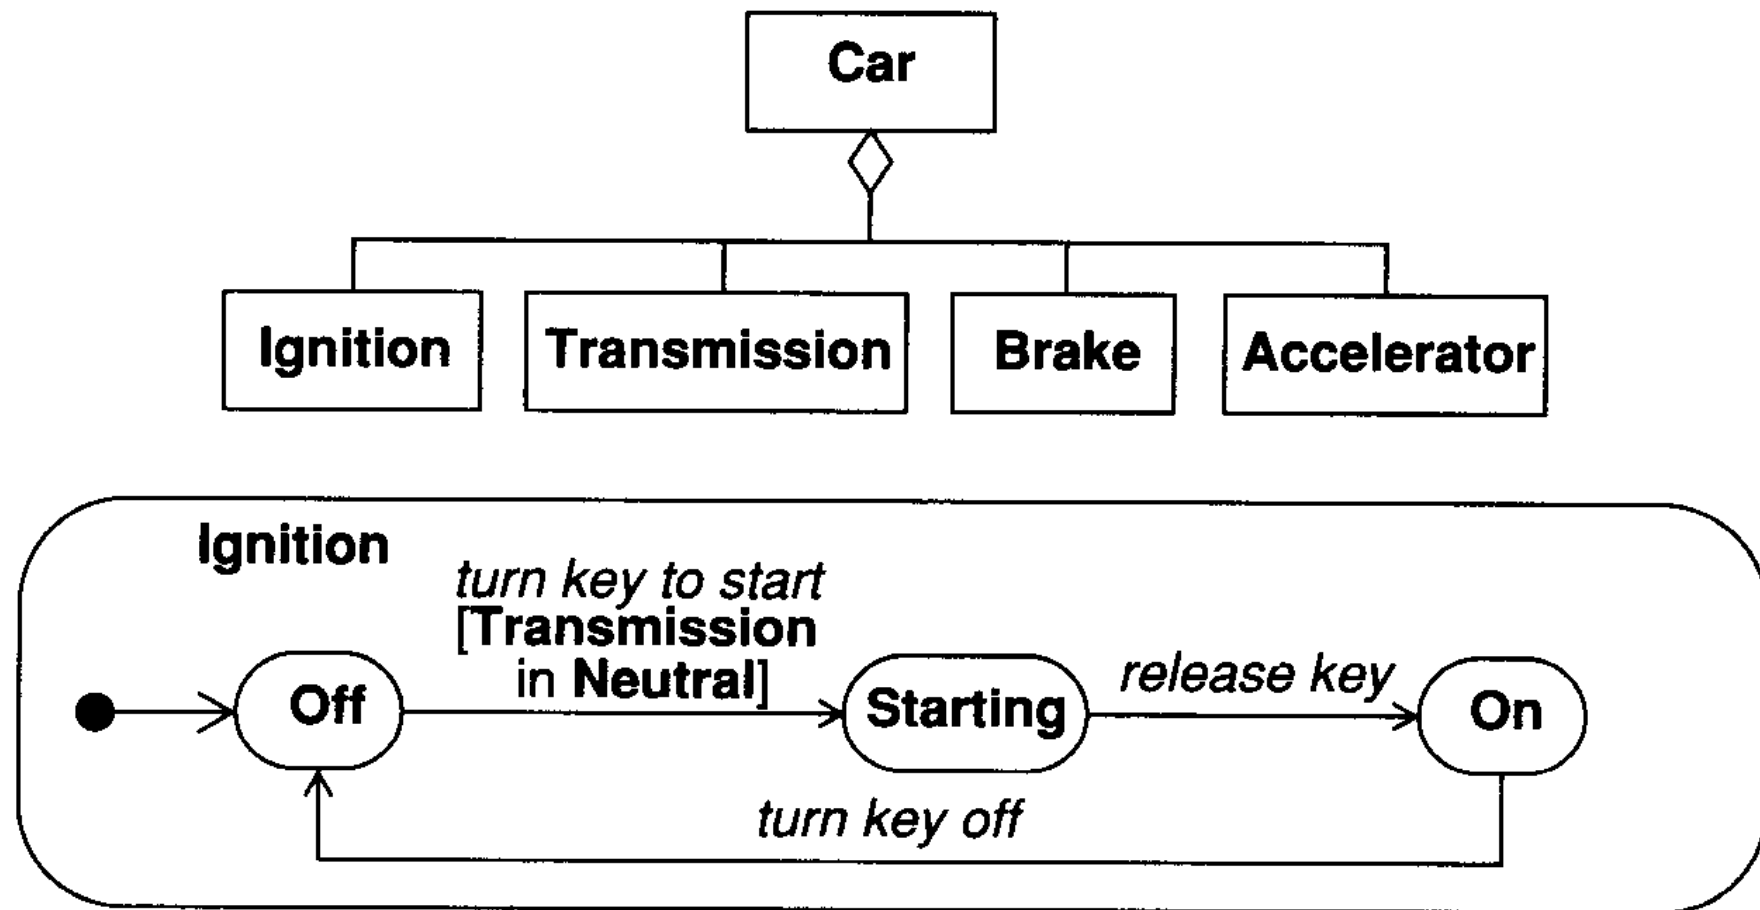 Car
Ignition
Transmission
Brake
Accelerator
Ignition
turn key to start
[Transmission
in Neutral]
Off
Starting
release key
On
turn key off